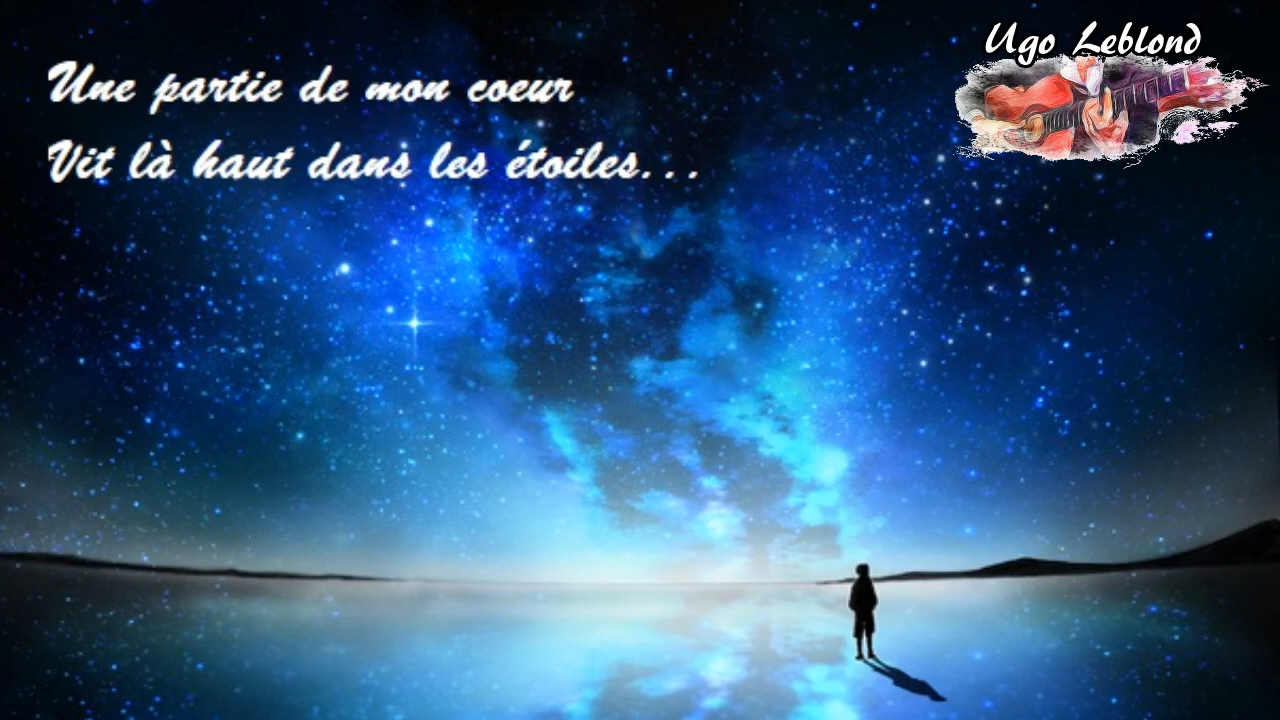 Une partie de mon coeur
Vit là haut dans les étoiles...
Ugo Leblond